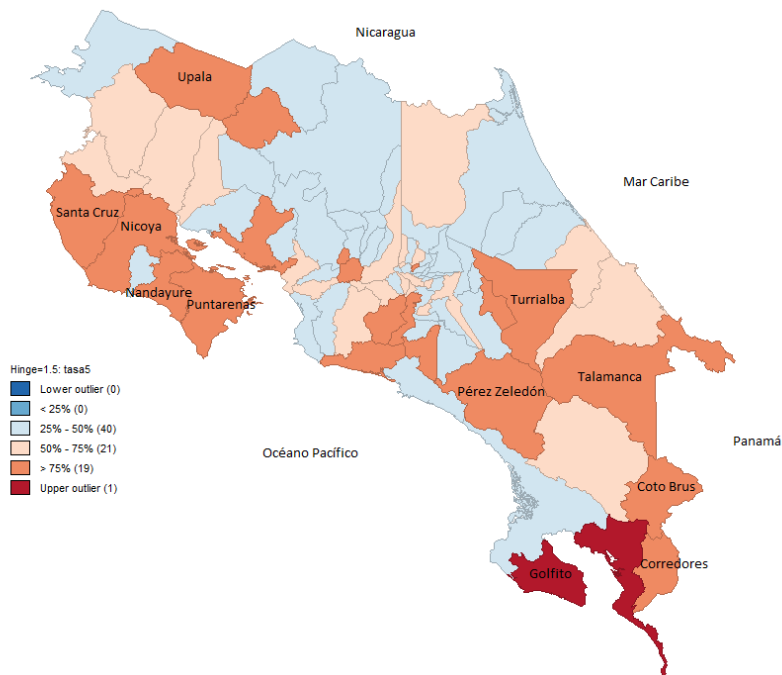 Nicaragua
Upala
Mar Caribe
Santa Cruz
Nicoya
Nandayure
Puntarenas
Turrialba
Hinge=1.5: tasa5
Lower outlier (0)
< 25% (0)
25% - 50% (40)
50% - 75% (21)
> 75% (19)
Upper outlier (1)
Pérez Zeledón
Talamanca
Océano Pacífico
Panamá
Coto Brus
Golfito
Corredores